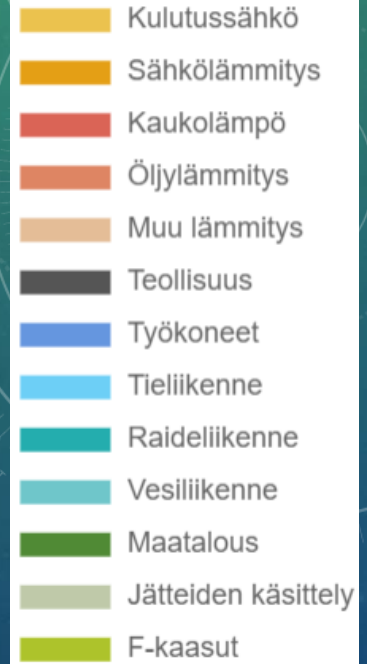 Kulutussähkö
Sähkölämmitys
Kaukolämpö
Öljylämmitys
Muu lämmitys
Teollisuus
Työkoneet
Tieliikenne
Raideliikenne
Vesiliikenne
Maatalous
Jätteiden käsittely
F-kaasut